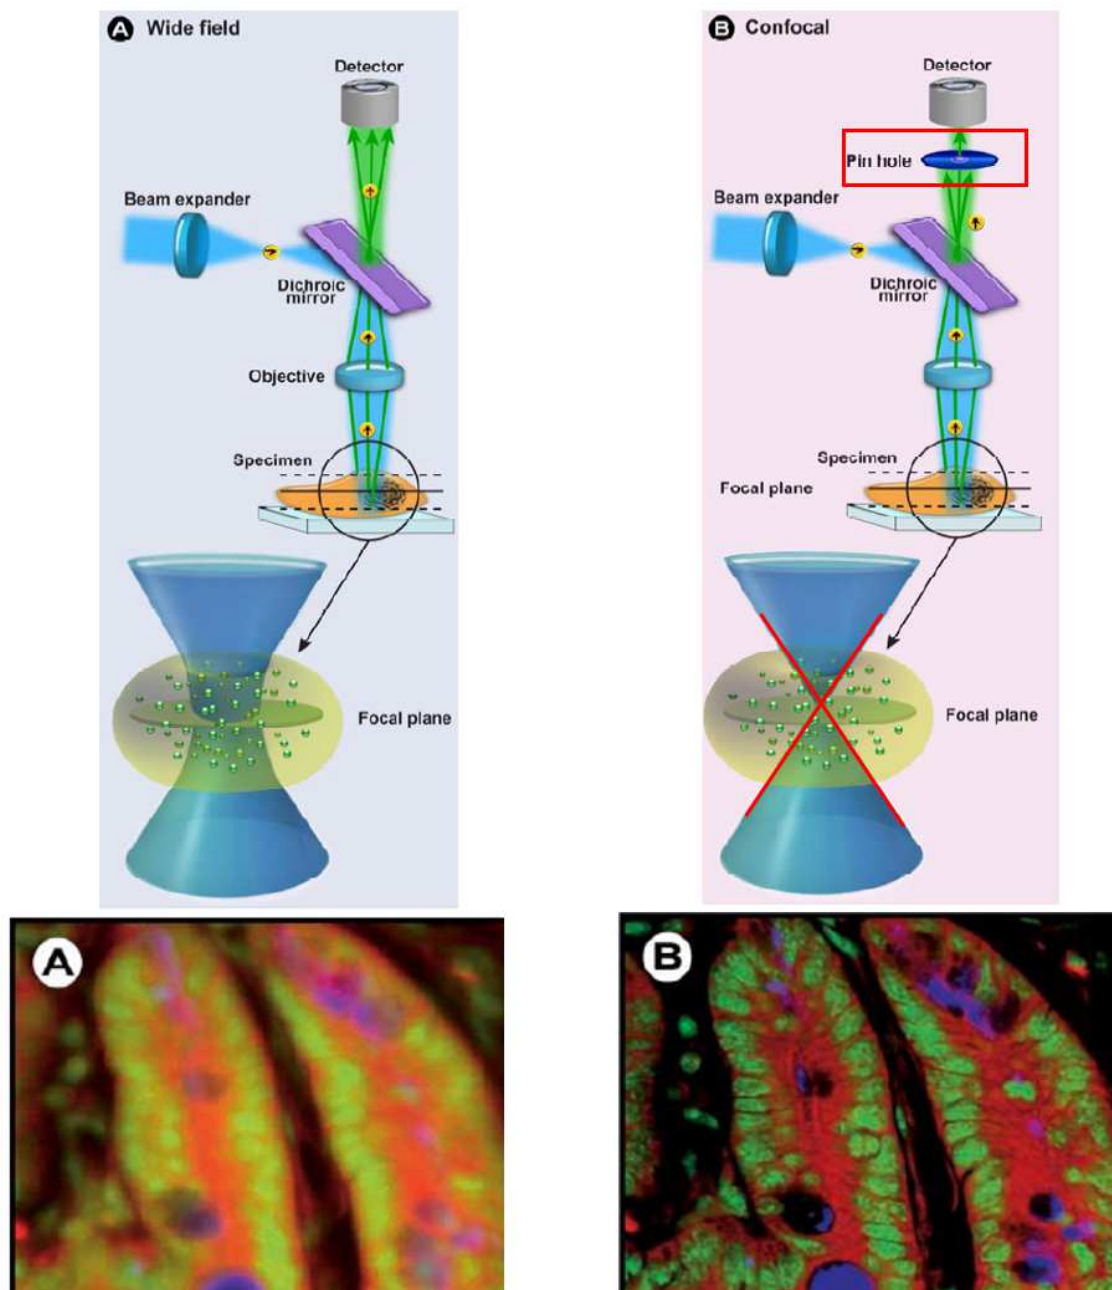 A Wide field
Detector
Beam expander
Dichroic
mirror
Objective
Specimen
Focal plane
B Confocal
Detector
Pin hole
Beam expander
Dichroic
mirror
Specimen
Focal plane
Focal plane
A
B